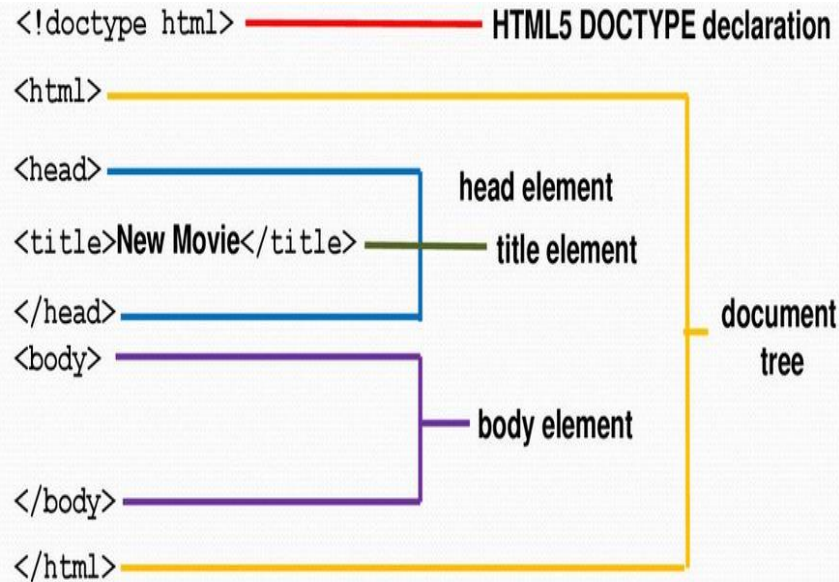 <!doctype html> HTML5 DOCTYPE declaration
<html>
<head>
head element
<title>New Movie</title> title element
</head>
document
tree
<body>
body element
</body>
</html>